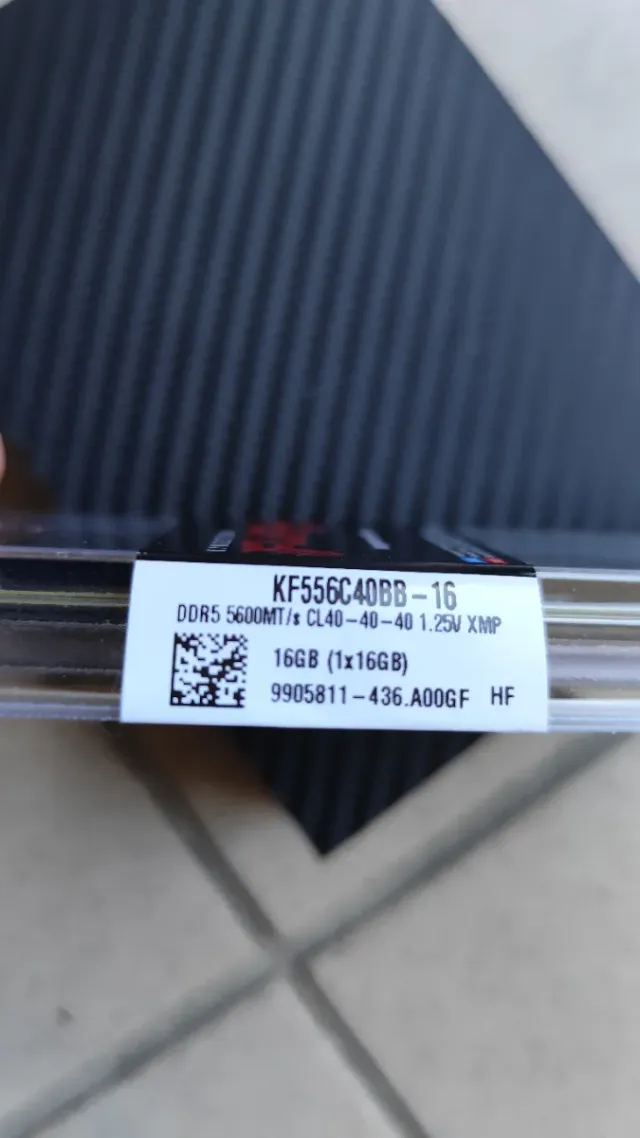 KF556C40BB-16
DDR5 5600MT/s CL40-40-40 1.25V XMP
16GB (1x16GB)
9905811-436.A00GF HF